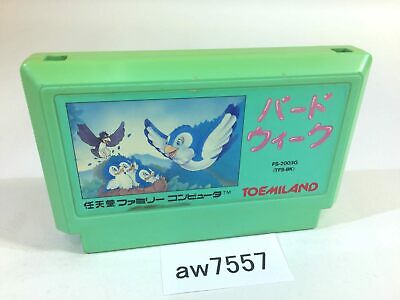 バード
ウィーク
FS-2003G
(TFS-BK)
任天堂 ファミリー コンピュータ™
TOEMILAND
aw7557